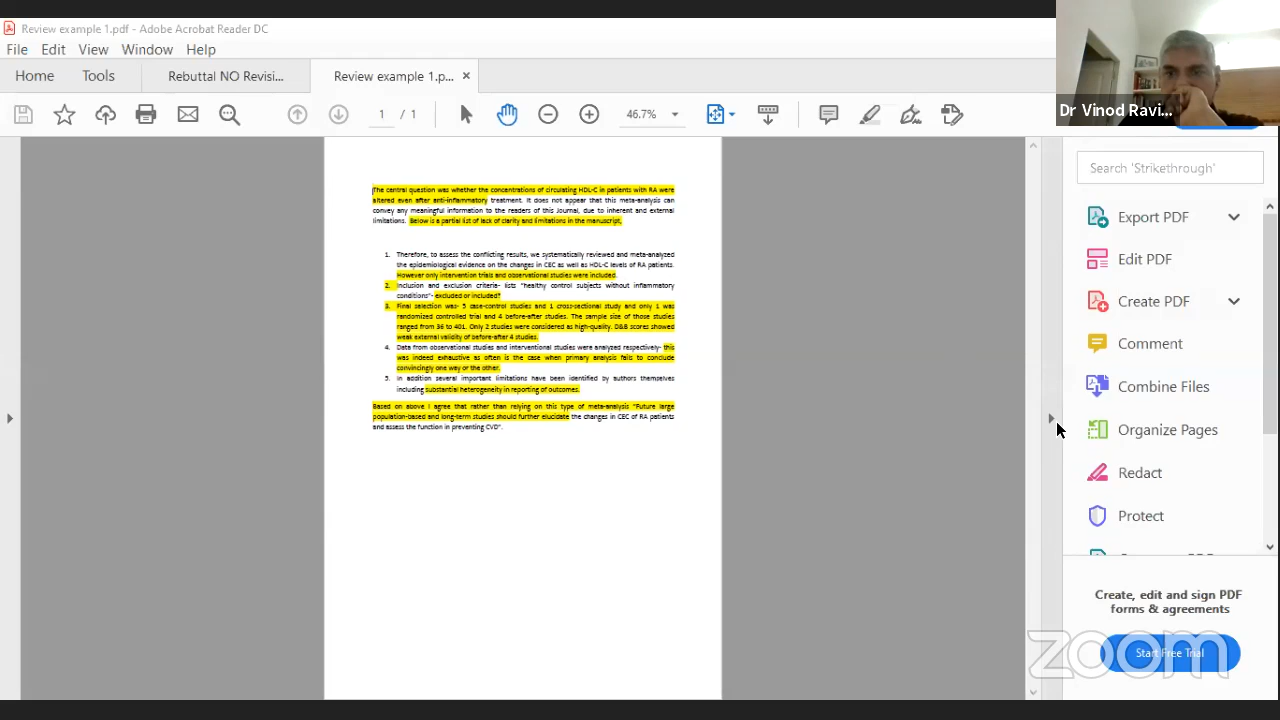 Review example 1.pdf - Adobe Acrobat Reader DC
File Edit View Window Help
Home Tools Rebuttal NO Revisi... Review example 1.p... ×
1 / 1 46.7%
Dr Vinod Ravi...
Search 'Strikethrough'
The central question was whether the concentrations of circulating HDL-C in patients with RA were
altered even after anti-inflammatory treatment. It does not appear that this meta-analysis can
convey any meaningful information to the readers of this Journal, due to inherent and external
limitations. Below is a partial list of lack of clarity and limitations in the manuscript.
1. Therefore, to assess the conflicting results, we systematically reviewed and meta-analyzed
the epidemiological evidence on the changes in CEC as well as HDL-C levels of RA patients.
However only intervention trials and observational studies were included.
2. Inclusion and exclusion criteria- lists "healthy control subjects without inflammatory
conditions"- excluded or included?
3. Final selection was- 5 case-control studies and 1 cross-sectional study and only 1 was
randomized controlled trial and 4 before-after studies. The sample size of those studies
ranged from 36 to 401. Only 2 studies were considered as high-quality. D&B scores showed
weak external validity of before-after 4 studies.
4. Data from observational studies and interventional studies were analyzed respectively- this
was indeed exhaustive as often is the case when primary analysis fails to conclude
convincingly one way or the other.
5. In addition several important limitations have been identified by authors themselves
including substantial heterogeneity in reporting of outcomes.
Based on above I agree that rather than relying on this type of meta-analysis "Future large
population-based and long-term studies should further elucidate the changes in CEC of RA patients
and assess the function in preventing CVD".
Export PDF
Edit PDF
Create PDF
Comment
Combine Files
Organize Pages
Redact
Protect
Create, edit and sign PDF
forms & agreements
Start Free Trial
zoom